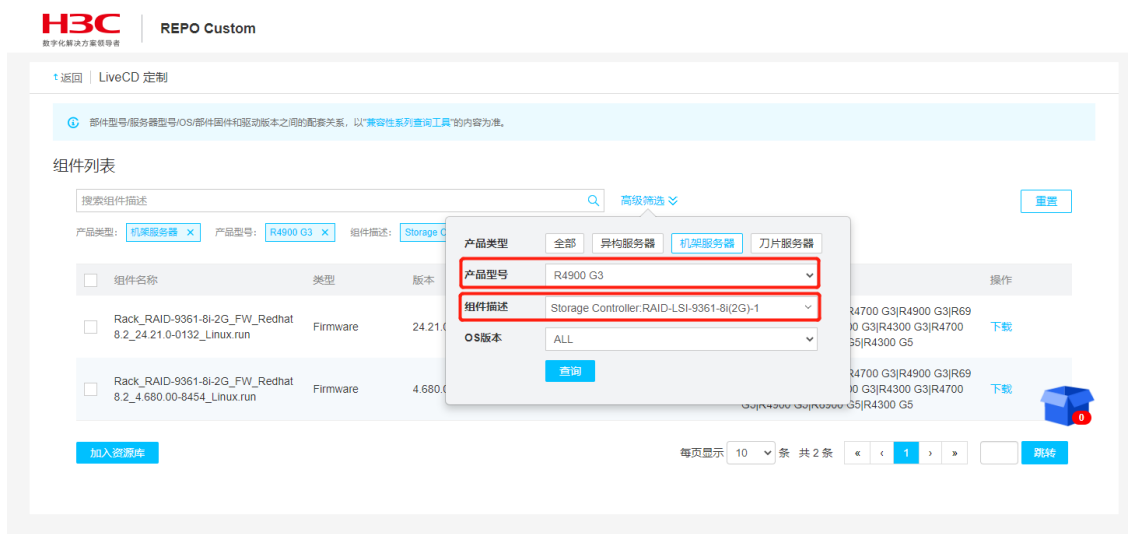 H3C
数字化解决方案领导者
REPO Custom
返回 LiveCD 定制
部件型号/服务器型号/OS/部件固件和驱动版本之间的配套关系，以"兼容性系列查询工具"的内容为准。
组件列表
搜索组件描述
高级筛选
重置
产品类型: 机架服务器 × 产品型号: R4900 G3 × 组件描述: Storage C
产品类型 全部 异构服务器 机架服务器 刀片服务器
产品型号 R4900 G3
组件描述 Storage Controller:RAID-LSI-9361-8i(2G)-1
OS版本 ALL
查询
组件名称 类型 版本 操作
Rack_RAID-9361-8i-2G_FW_Redhat
8.2_24.21.0-0132_Linux.run
Firmware
24.21.0
R4700 G3|R4900 G3|R69
00 G3|R4300 G3|R4700
G5|R4300 G5
下载
Rack_RAID-9361-8i-2G_FW_Redhat
8.2_4.680.00-8454_Linux.run
Firmware
4.680.0
R4700 G3|R4900 G3|R69
00 G3|R4300 G3|R4700
G5|R4900 G5|R6900 G5|R4300 G5
下载
0
加入资源库
每页显示 10 条 共 2 条 « ‹ 1 › » 跳转